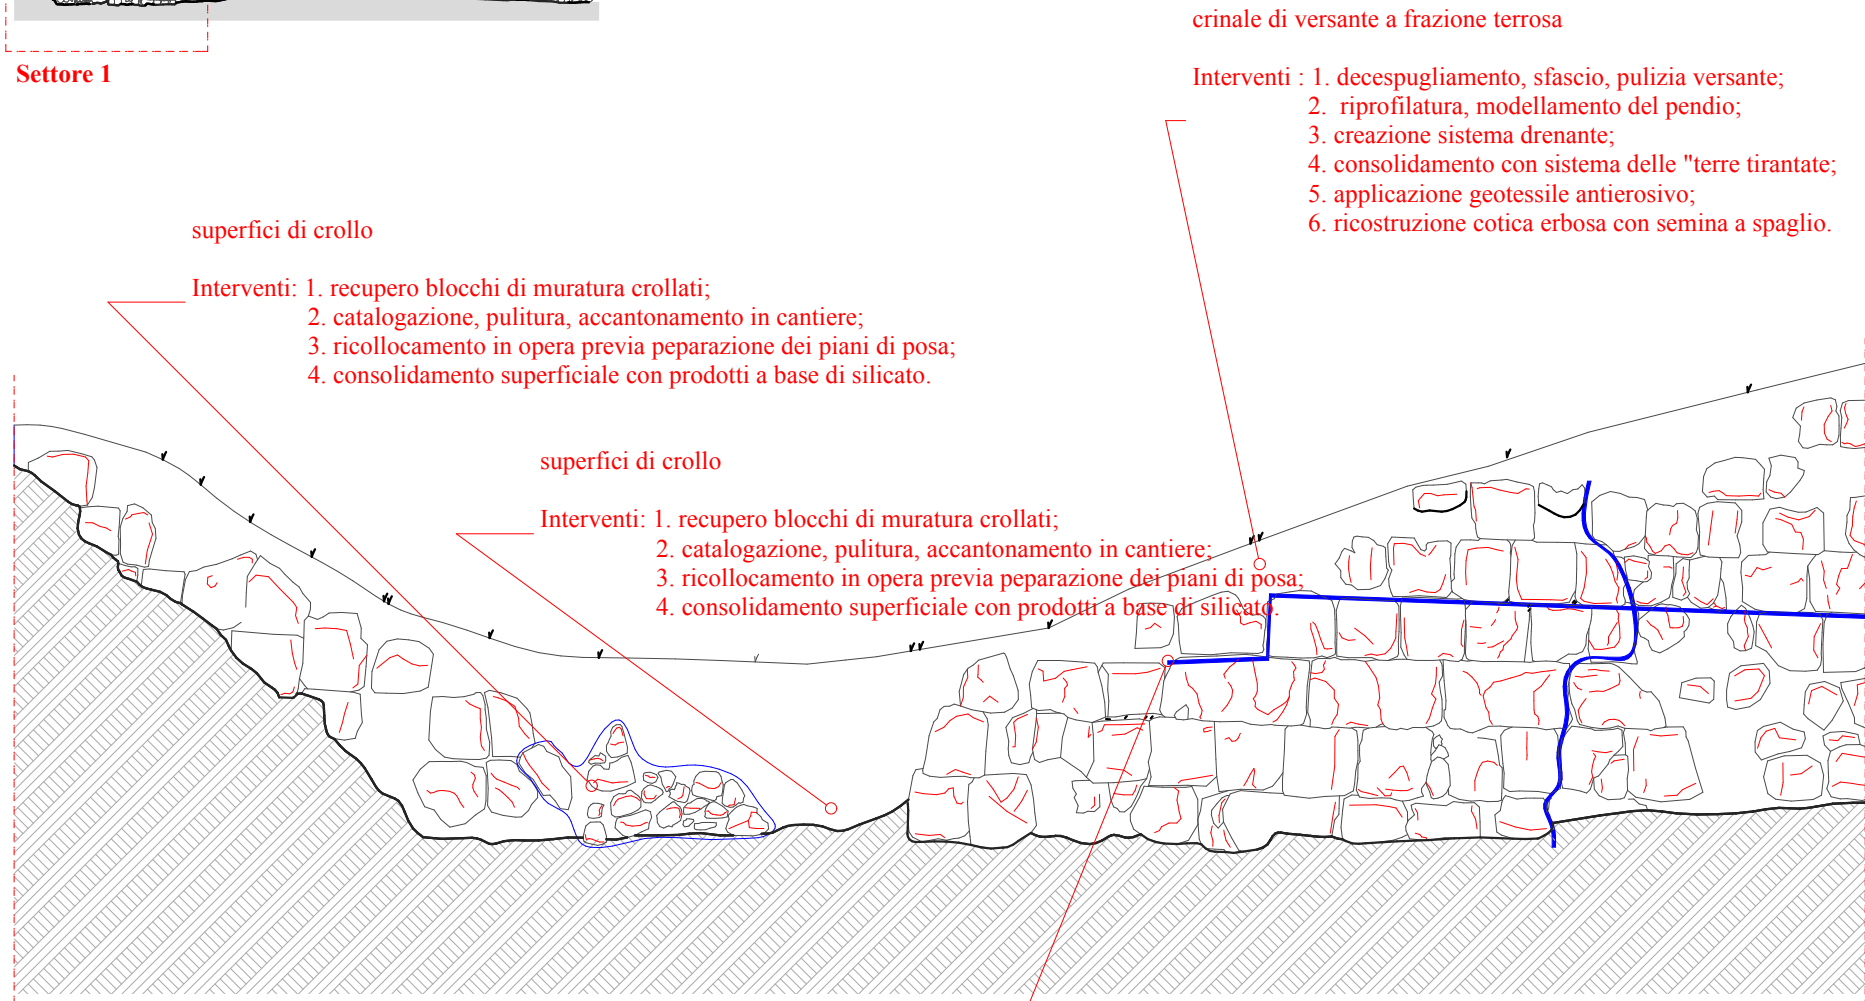 Settore 1
crinale di versante a frazione terrosa
Interventi : 1. decespugliamento, sfascio, pulizia versante;
2. riprofilatura, modellamento del pendio;
3. creazione sistema drenante;
4. consolidamento con sistema delle "terre tirantate;
5. applicazione geotessile antierosivo;
6. ricostruzione cotica erbosa con semina a spaglio.
superfici di crollo
Interventi: 1. recupero blocchi di muratura crollati;
2. catalogazione, pulitura, accantonamento in cantiere;
3. ricollocamento in opera previa peparazione dei piani di posa;
4. consolidamento superficiale con prodotti a base di silicato.
superfici di crollo
Interventi: 1. recupero blocchi di muratura crollati;
2. catalogazione, pulitura, accantonamento in cantiere;
3. ricollocamento in opera previa peparazione dei piani di posa;
4. consolidamento superficiale con prodotti a base di silicato.